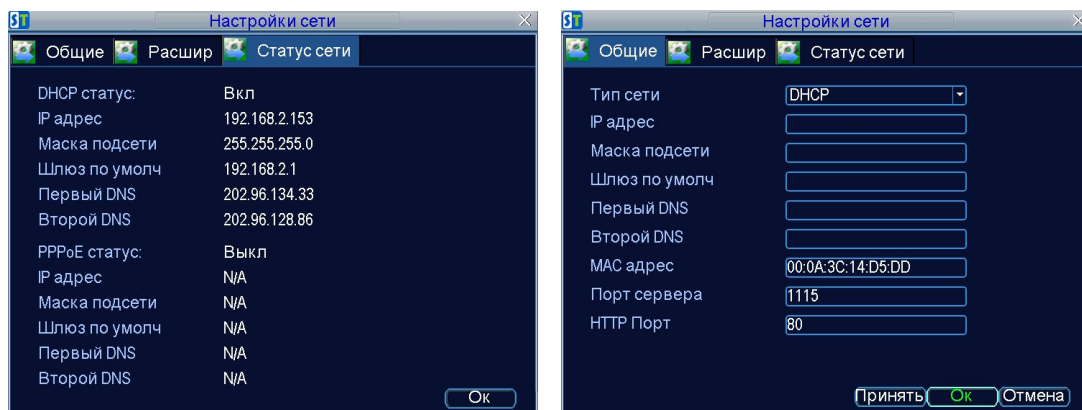 ST Настройки сети
Общие Расшир Статус сети
DHCP статус: Вкл
IP адрес 192.168.2.153
Маска подсети 255.255.255.0
Шлюз по умолч 192.168.2.1
Первый DNS 202.96.134.33
Второй DNS 202.96.128.86
PPPoE статус: Выкл
IP адрес N/A
Маска подсети N/A
Шлюз по умолч N/A
Первый DNS N/A
Второй DNS N/A
Ок
ST Настройки сети
Общие Расшир Статус сети
Тип сети DHCP
IP адрес
Маска подсети
Шлюз по умолч
Первый DNS
Второй DNS
MAC адрес 00:0A:3C:14:D5:DD
Порт сервера 1115
HTTP Порт 80
Принять Ок Отмена